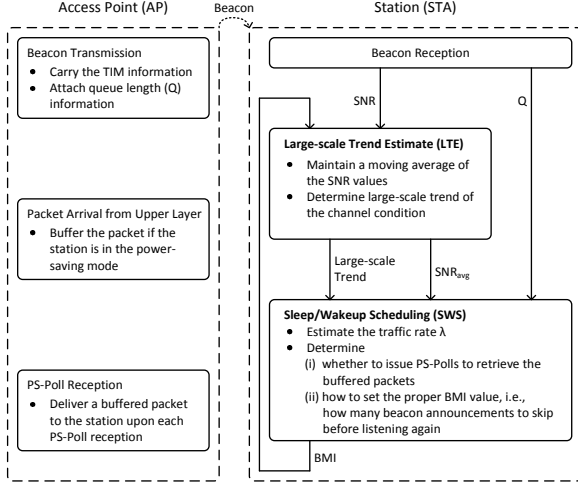 Access Point (AP)
Beacon
Station (STA)
Beacon Transmission
● Carry the TIM information
● Attach queue length (Q)
information
Packet Arrival from Upper Layer
● Buffer the packet if the
station is in the power-
saving mode
PS-Poll Reception
● Deliver a buffered packet
to the station upon each
PS-Poll reception
Beacon Reception
SNR
Q
Large-scale Trend Estimate (LTE)
● Maintain a moving average
of the SNR values
● Determine large-scale trend of
the channel condition
Large-scale
Trend
SNRavg
Sleep/Wakeup Scheduling (SWS)
● Estimate the traffic rate λ
● Determine
(i) whether to issue PS-Polls to retrieve the
buffered packets
(ii) how to set the proper BMI value, i.e.,
how many beacon announcements to skip
before listening again
BMI